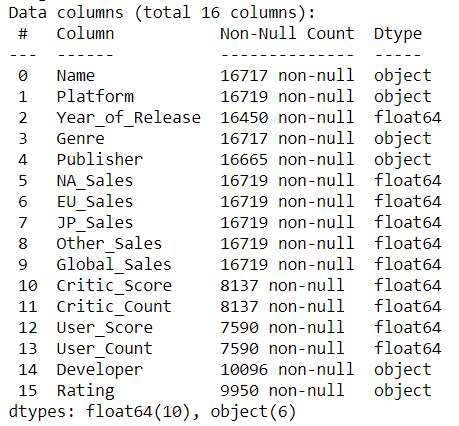 Data columns (total 16 columns):
 #   Column           Non-Null Count  Dtype
---  ------           --------------  -----
 0   Name             16717 non-null  object
 1   Platform         16719 non-null  object
 2   Year_of_Release  16450 non-null  float64
 3   Genre            16717 non-null  object
 4   Publisher        16665 non-null  object
 5   NA_Sales         16719 non-null  float64
 6   EU_Sales         16719 non-null  float64
 7   JP_Sales         16719 non-null  float64
 8   Other_Sales      16719 non-null  float64
 9   Global_Sales     16719 non-null  float64
 10  Critic_Score     8137 non-null   float64
 11  Critic_Count     8137 non-null   float64
 12  User_Score       7590 non-null   float64
 13  User_Count       7590 non-null   float64
 14  Developer        10096 non-null  object
 15  Rating           9950 non-null   object
dtypes: float64(10), object(6)